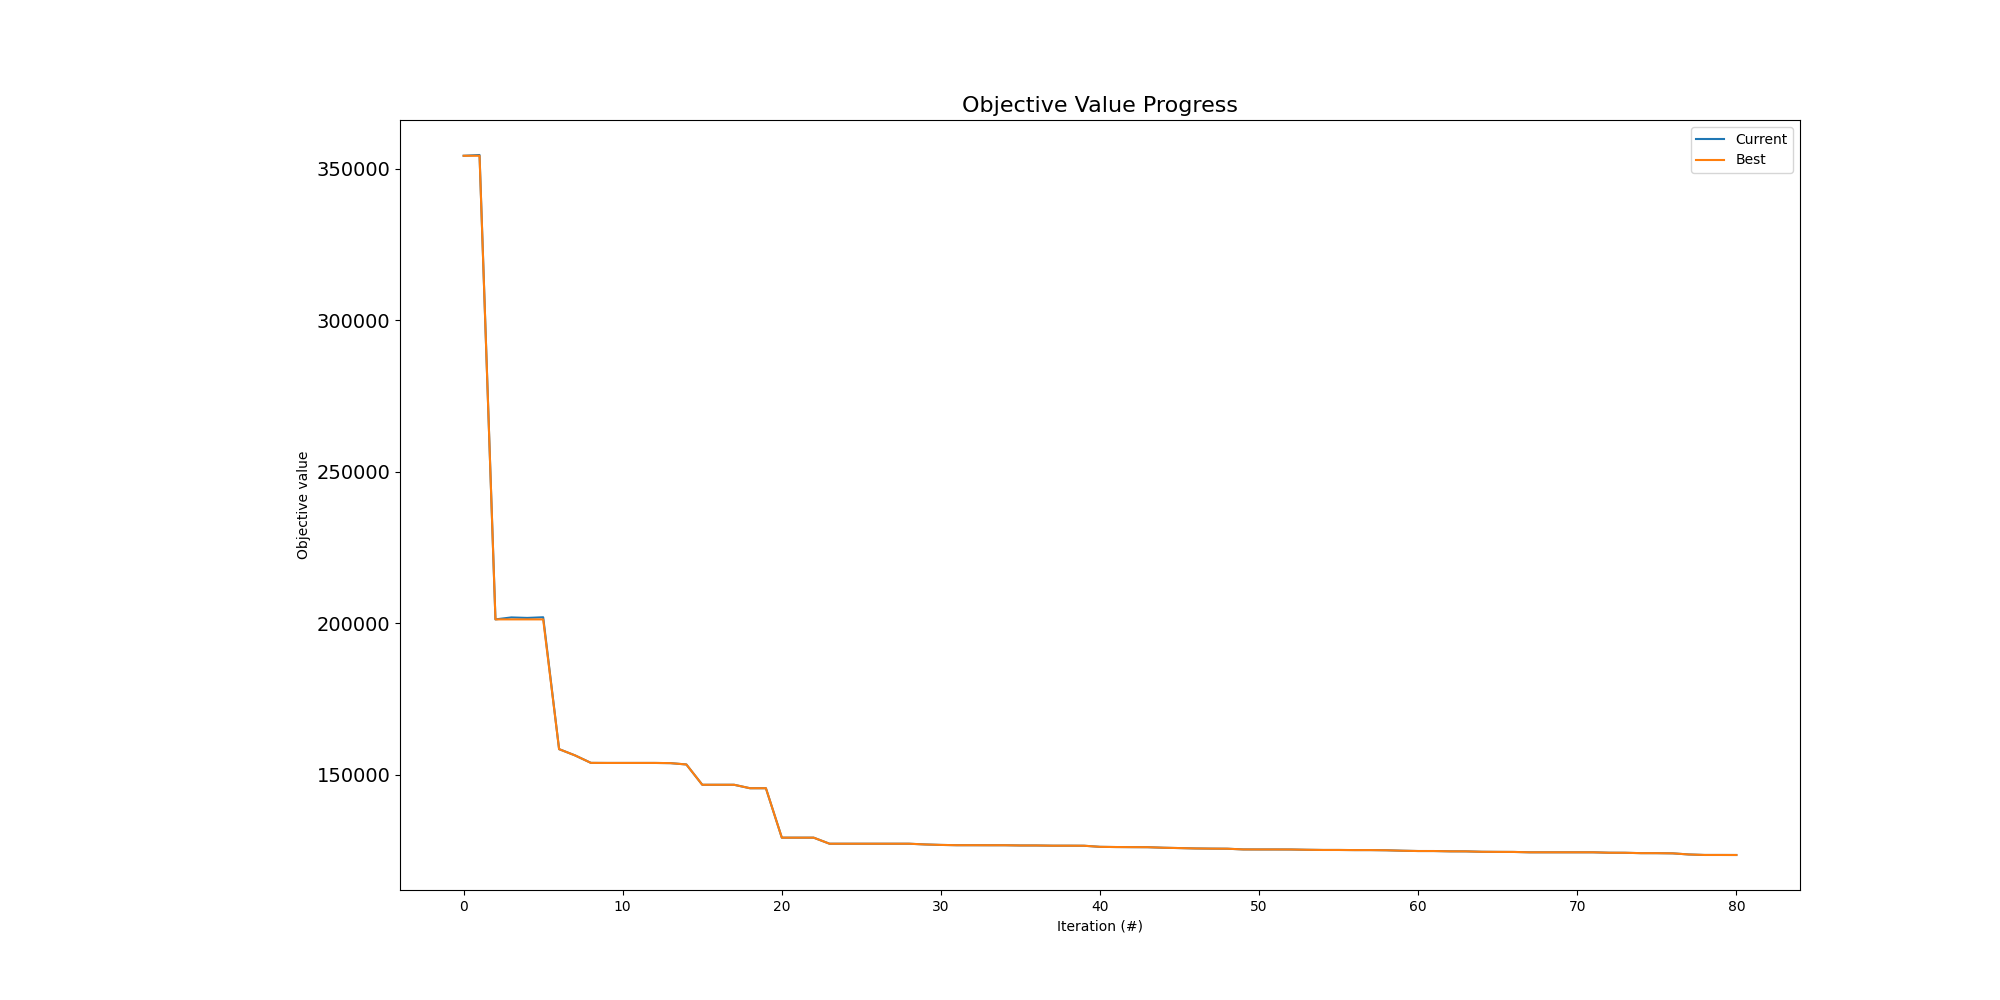 Objective Value Progress
Current
Best
350000
300000
250000
200000
150000
Objective value
0 10 20 30 40 50 60 70 80
Iteration (#)